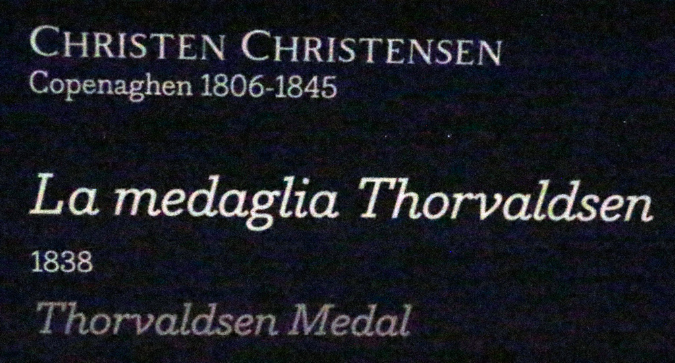 CHRISTEN CHRISTENSEN
Copenaghen 1806-1845
La medaglia Thorvaldsen
1838
Thorvaldsen Medal